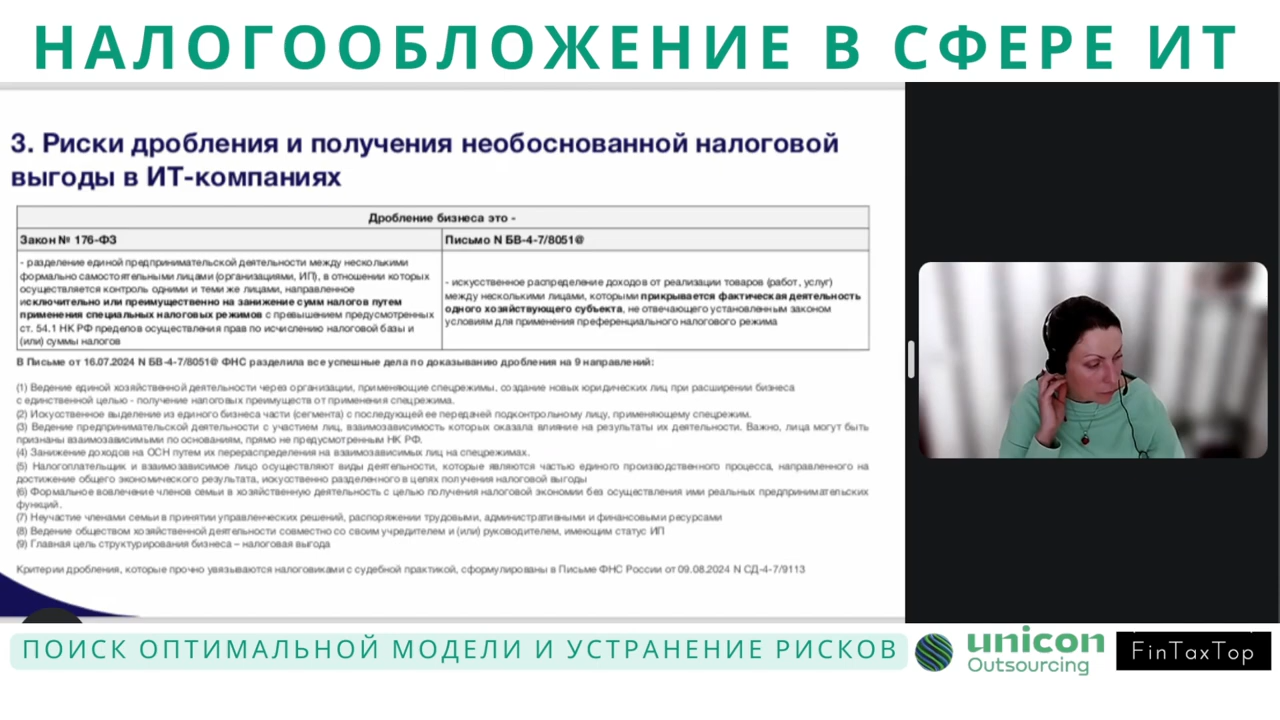 НАЛОГООБЛОЖЕНИЕ В СФЕРЕ ИТ
3. Риски дробления и получения необоснованной налоговой
выгоды в ИТ-компаниях
Дробление бизнеса это -
Закон № 176-ФЗ
- разделение единой предпринимательской деятельности между несколькими
формально самостоятельными лицами (организациями, ИП), в отношении которых
осуществляется контроль одними и теми же лицами, направленное
исключительно или преимущественно на занижение сумм налогов путем
применения специальных налоговых режимов с превышением предусмотренных
ст. 54.1 НК РФ пределов осуществления прав по исчислению налоговой базы и
(или) суммы налогов
Письмо N БВ-4-7/8051@
- искусственное распределение доходов от реализации товаров (работ, услуг)
между несколькими лицами, которыми прикрывается фактическая деятельность
одного хозяйствующего субъекта, не отвечающего установленным законом
условиям для применения преференциального налогового режима
В Письме от 16.07.2024 N БВ-4-7/8051@ ФНС разделила все успешные дела по доказыванию дробления на 9 направлений:
(1) Ведение единой хозяйственной деятельности через организации, применяющие спецрежимы, создание новых юридических лиц при расширении бизнеса
с единственной целью - получение налоговых преимуществ от применения спецрежима.
(2) Искусственное выделение из единого бизнеса части (сегмента) с последующей ее передачей подконтрольному лицу, применяющему спецрежим.
(3) Ведение предпринимательской деятельности с участием лиц, взаимозависимость которых оказала влияние на результаты их деятельности. Важно, лица могут быть
признаны взаимозависимыми по основаниям, прямо не предусмотренным НК РФ.
(4) Занижение доходов на ОСН путем их перераспределения на взаимозависимых лиц на спецрежимах.
(5) Налогоплательщик и взаимозависимое лицо осуществляют виды деятельности, которые являются частью единого производственного процесса, направленного на
достижение общего экономического результата, искусственно разделенного в целях получения налоговой выгоды
(6) Формальное вовлечение членов семьи в хозяйственную деятельность с целью получения налоговой экономии без осуществления ими реальных предпринимательских
функций.
(7) Неучастие членами семьи в принятии управленческих решений, распоряжении трудовыми, административными и финансовыми ресурсами
(8) Ведение обществом хозяйственной деятельности совместно со своим учредителем и (или) руководителем, имеющим статус ИП
(9) Главная цель структурирования бизнеса – налоговая выгода
Критерии дробления, которые прочно увязываются налоговиками с судебной практикой, сформулированы в Письме ФНС России от 09.08.2024 N СД-4-7/9113
ПОИСК ОПТИМАЛЬНОЙ МОДЕЛИ И УСТРАНЕНИЕ РИСКОВ
unicon
Outsourcing
FinTaxTop